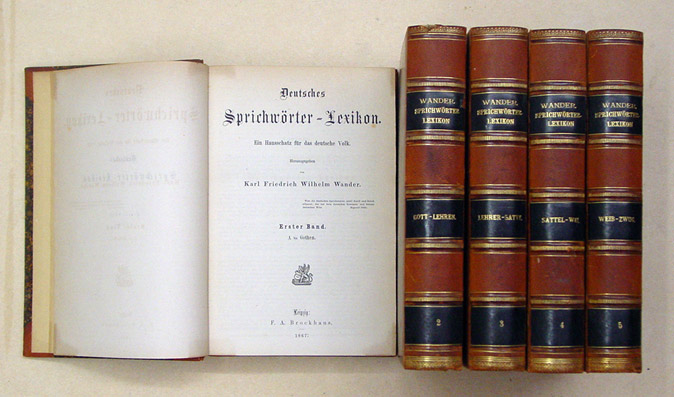 Deutsches
Sprichwörter-Lexikon.
Ein Hausschatz für das deutsche Volk.
Herausgegeben
von
Karl Friedrich Wilhelm Wander.
Erster Band.
A bis Gothen.
Leipzig:
F. A. Brockhaus.
1867.
WANDER.
SPRICHWÖRTER
LEXIKON
GOTT-LEHREN.
2
WANDER.
SPRICHWÖRTER
LEXIKON
LEHRER-SATTE.
3
WANDER.
SPRICHWÖRTER
LEXIKON
SATTEL-WEI.
4
WANDER.
SPRICHWÖRTER
LEXIKON
WEIB-ZWING.
5